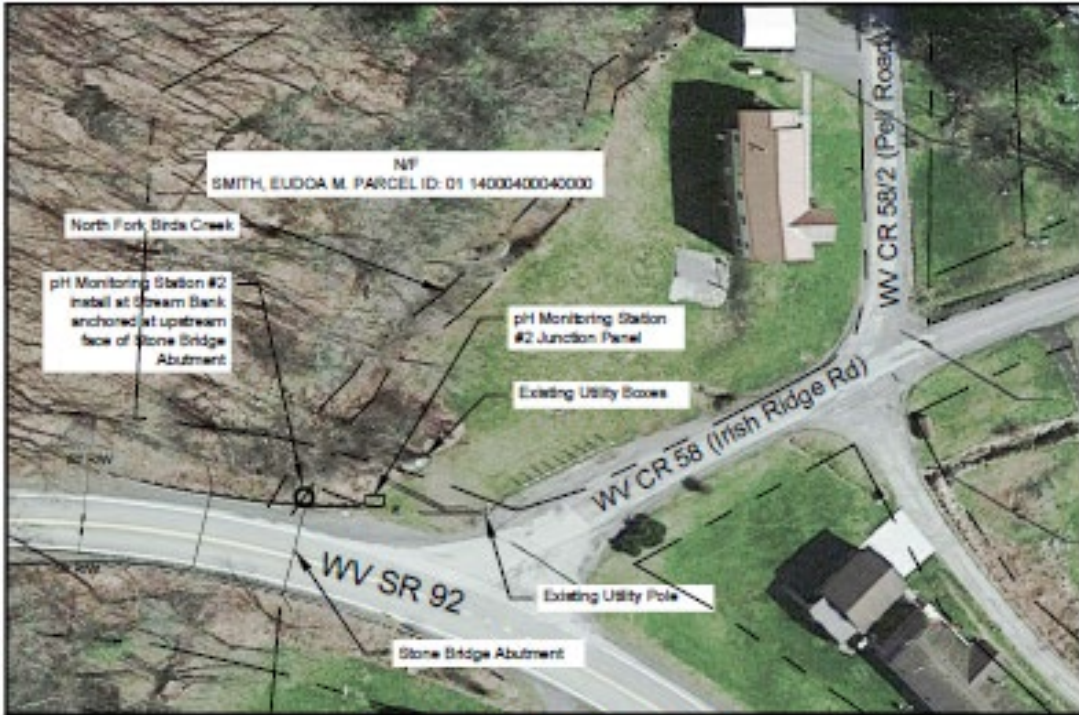 N/F
SMITH, EUDOA M. PARCEL ID: 01 14000400040000
North Fork Birds Creek
pH Monitoring Station #2
install at Stream Bank
anchored at upstream
face of Stone Bridge
Abutment
pH Monitoring Station
#2 Junction Panel
Existing Utility Boxes
WV CR 58/2 (Pell Road)
WV CR 58 (Irish Ridge Rd)
WV SR 92
Existing Utility Pole
Stone Bridge Abutment
R/W
R/W